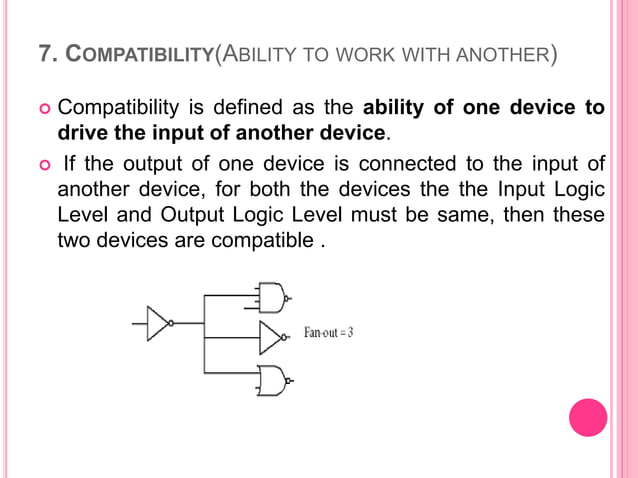 7. COMPATIBILITY(ABILITY TO WORK WITH ANOTHER)
Compatibility is defined as the ability of one device to
drive the input of another device.
If the output of one device is connected to the input of
another device, for both the devices the the Input Logic
Level and Output Logic Level must be same, then these
two devices are compatible .
Fan-out = 3